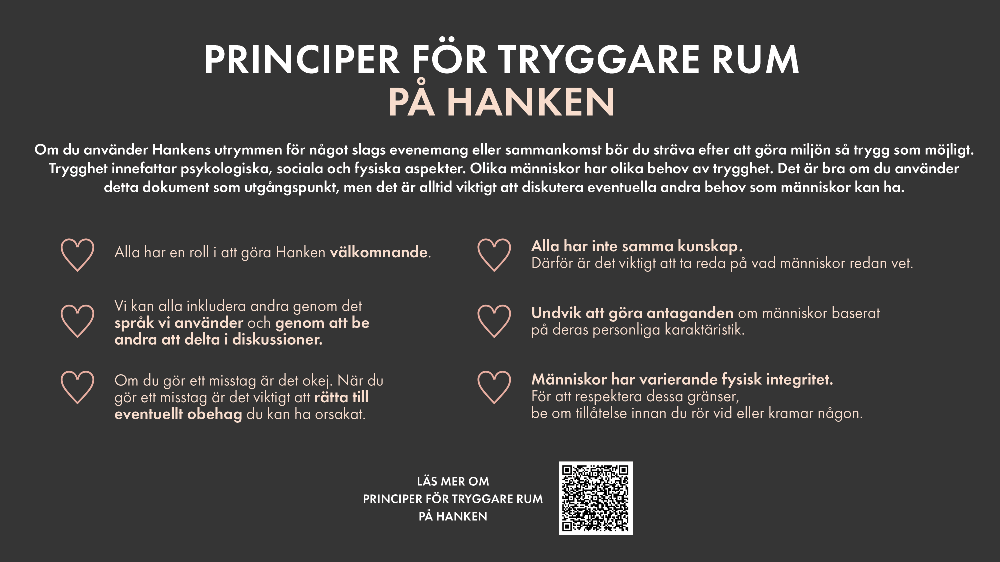 PRINCIPER FÖR TRYGGARE RUM
PÅ HANKEN
Om du använder Hankens utrymmen för något slags evenemang eller sammankomst bör du sträva efter att göra miljön så trygg som möjligt.
Trygghet innefattar psykologiska, sociala och fysiska aspekter. Olika människor har olika behov av trygghet. Det är bra om du använder
detta dokument som utgångspunkt, men det är alltid viktigt att diskutera eventuella andra behov som människor kan ha.
Alla har en roll i att göra Hanken välkomnande.
Vi kan alla inkludera andra genom det
språk vi använder och genom att be
andra att delta i diskussioner.
Om du gör ett misstag är det okej. När du
gör ett misstag är det viktigt att rätta till
eventuellt obehag du kan ha orsakat.
Alla har inte samma kunskap.
Därför är det viktigt att ta reda på vad människor redan vet.
Undvik att göra antaganden om människor baserat
på deras personliga karaktäristik.
Människor har varierande fysisk integritet.
För att respektera dessa gränser,
be om tillåtelse innan du rör vid eller kramar någon.
LÄS MER OM
PRINCIPER FÖR TRYGGARE RUM
PÅ HANKEN